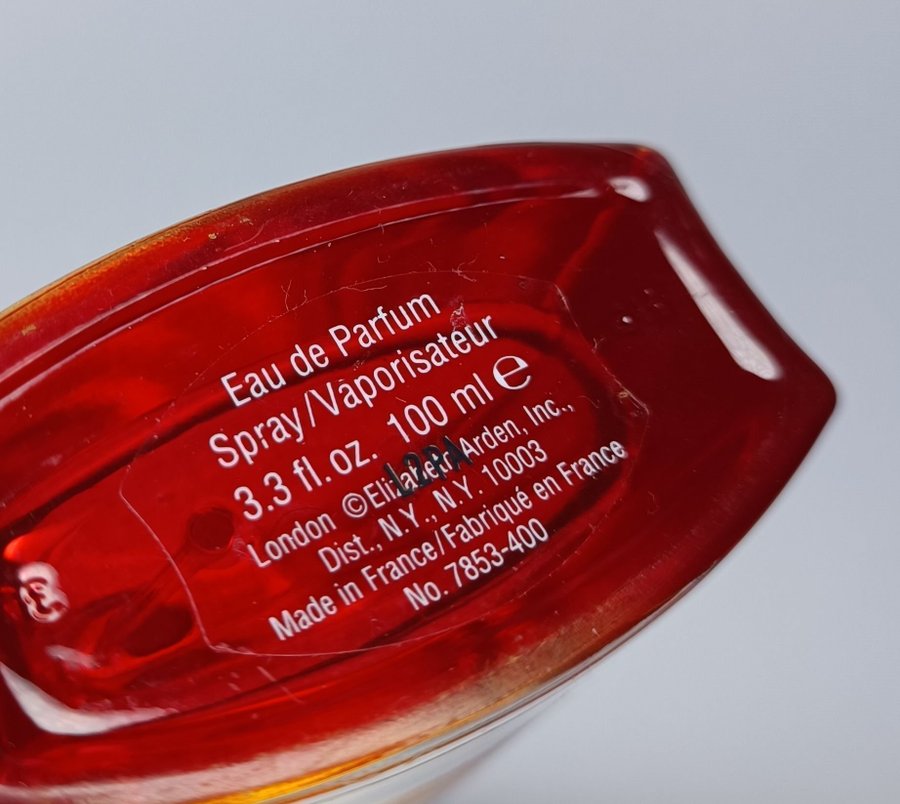 Eau de Parfum
Spray/Vaporisateur
3.3 fl. oz. 100 ml ℮
London ©Elizabeth Arden, Inc.,
Dist., N.Y., N.Y. 10003
Made in France/Fabriqué en France
No. 7853-400